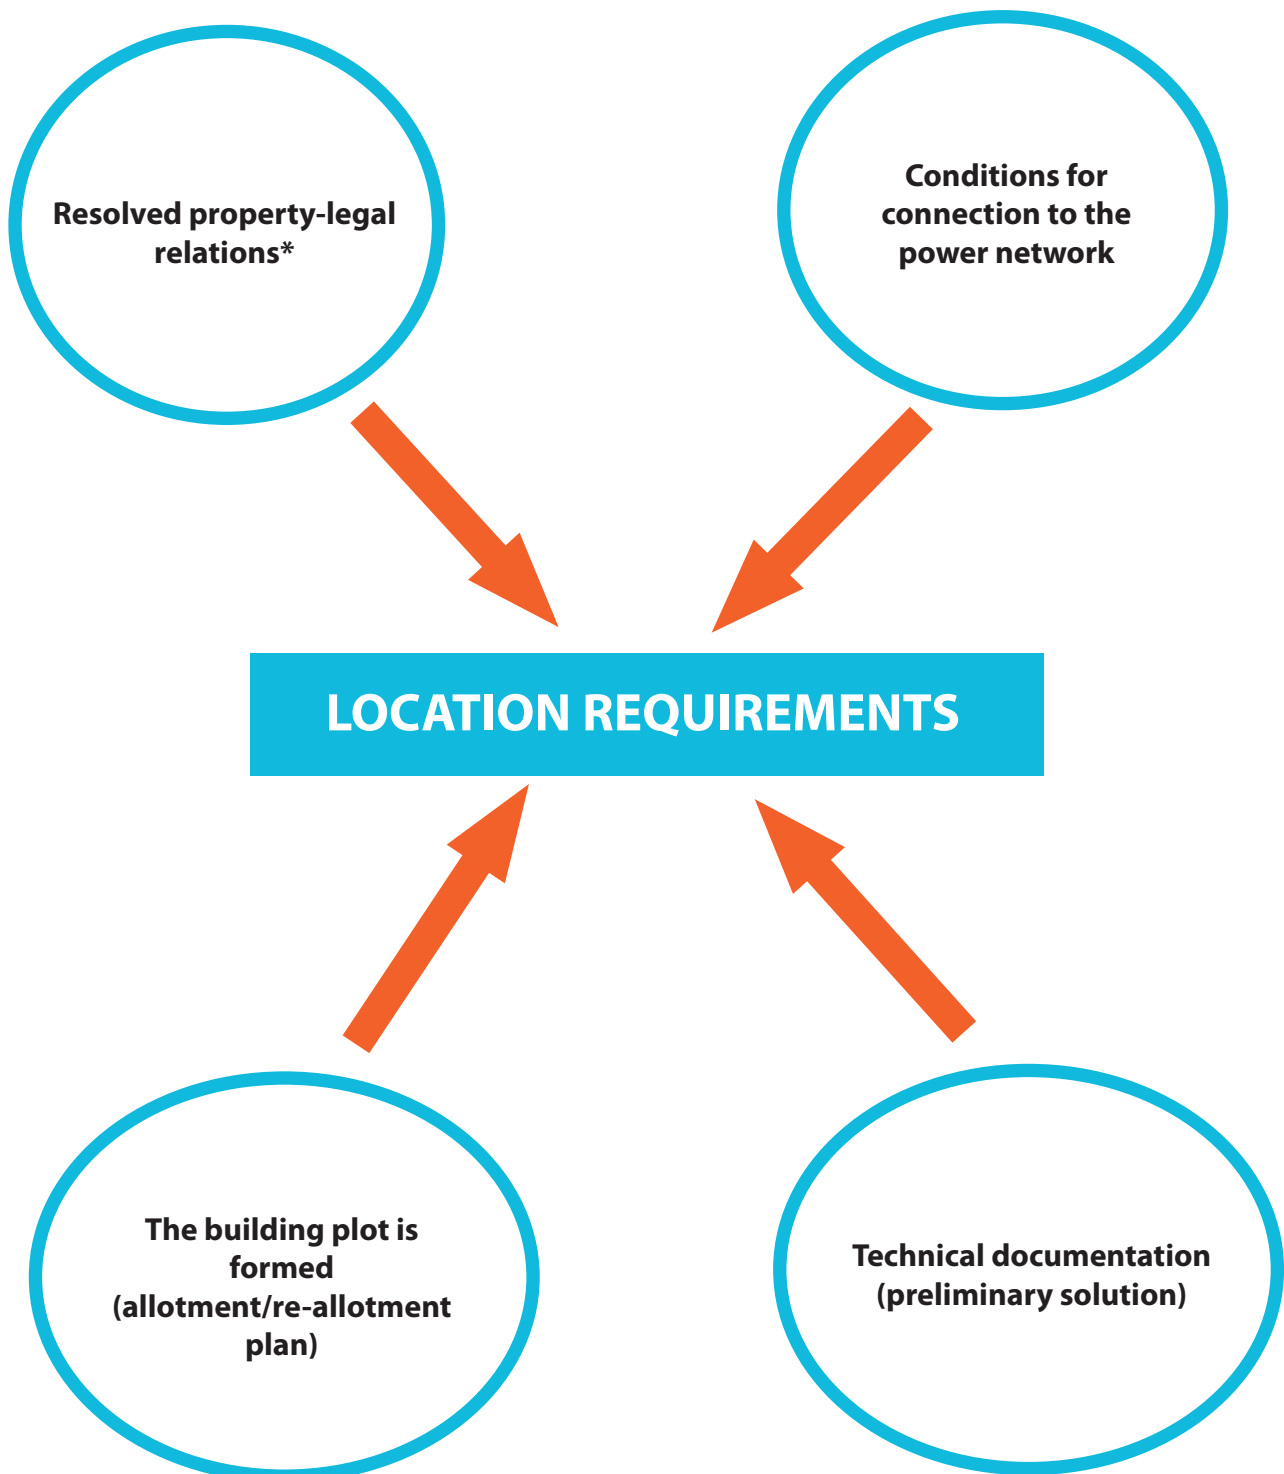 Resolved property-legal
relations*
Conditions for
connection to the
power network
LOCATION REQUIREMENTS
The building plot is
formed
(allotment/re-allotment
plan)
Technical documentation
(preliminary solution)